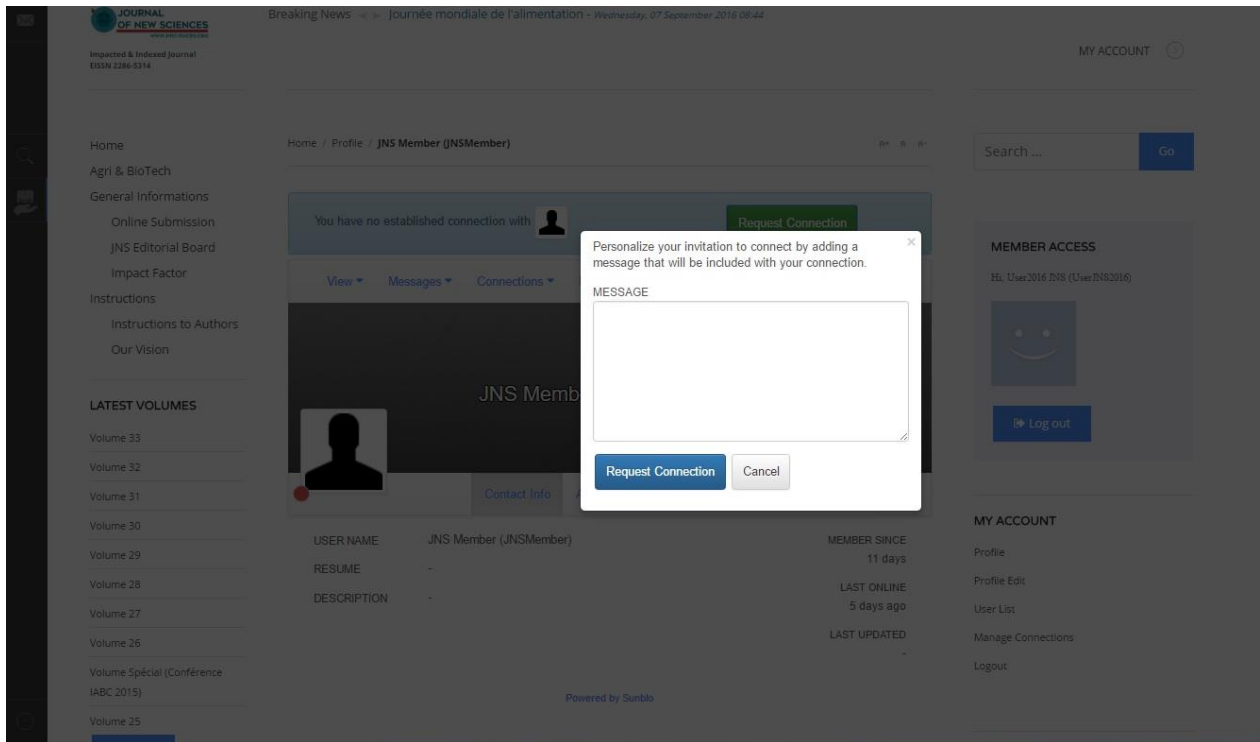 JOURNAL
OF NEW SCIENCES
Impacted & Indexed Journal
EISSN 2286-5314
Breaking News Journée mondiale de l'alimentation - Wednesday, 07 September 2016 08:44
MY ACCOUNT
Home
Agri & BioTech
General Informations
Online Submission
JNS Editorial Board
Impact Factor
Instructions
Instructions to Authors
Our Vision
LATEST VOLUMES
Volume 33
Volume 32
Volume 31
Volume 30
Volume 29
Volume 28
Volume 27
Volume 26
Volume Spécial (Conférence
IABC 2015)
Volume 25
Home / Profile / JNS Member (JNSMember)
You have no established connection with
Request Connection
View Messages Connections
JNS Memb
Contact Info
USER NAME JNS Member (JNSMember)
RESUME -
DESCRIPTION -
MEMBER SINCE
11 days
LAST ONLINE
5 days ago
LAST UPDATED
-
Powered by Sunblo
Personalize your invitation to connect by adding a
message that will be included with your connection.
×
MESSAGE
Request Connection Cancel
Search ... Go
MEMBER ACCESS
Hi, User2016 JNS (UserJNS2016)
Log out
MY ACCOUNT
Profile
Profile Edit
User List
Manage Connections
Logout